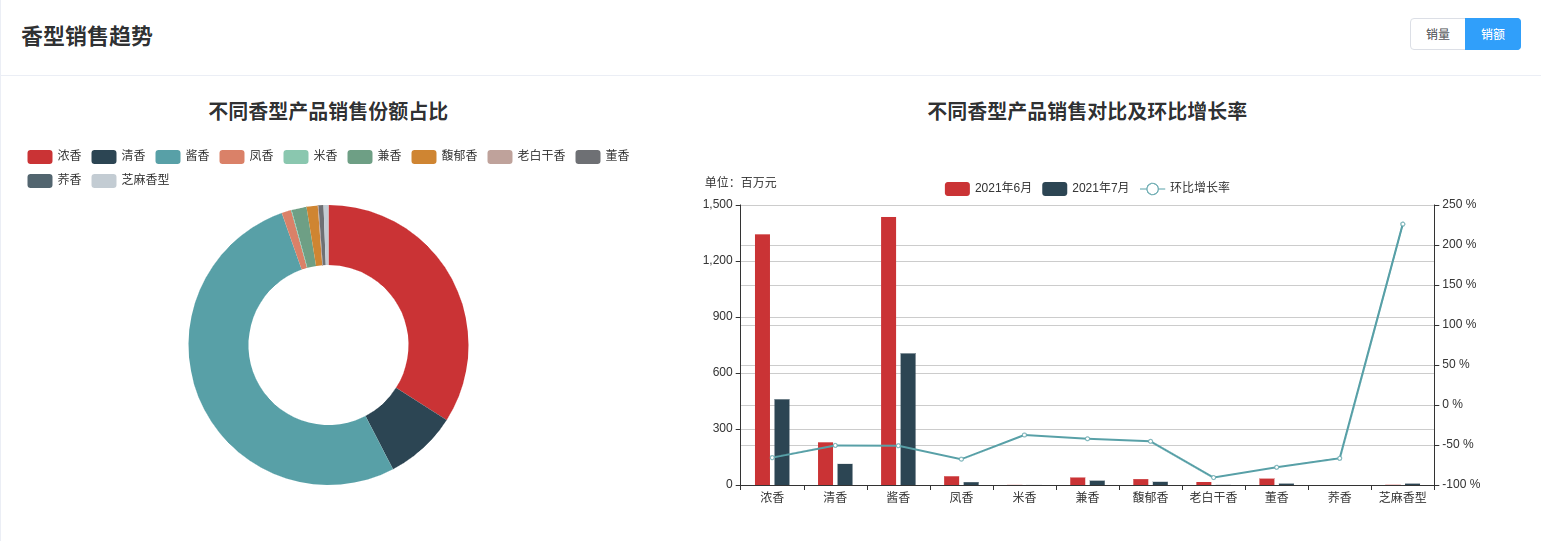 香型销售趋势
销量 销额
不同香型产品销售份额占比
浓香 清香 酱香 凤香 米香 兼香 馥郁香 老白干香 董香
荞香 芝麻香型
不同香型产品销售对比及环比增长率
单位：百万元
2021年6月 2021年7月 环比增长率
1,500 250 %
200 %
1,200
150 %
900
100 %
50 %
600
0 %
300
-50 %
0 -100 %
浓香 清香 酱香 凤香 米香 兼香 馥郁香 老白干香 董香 荞香 芝麻香型